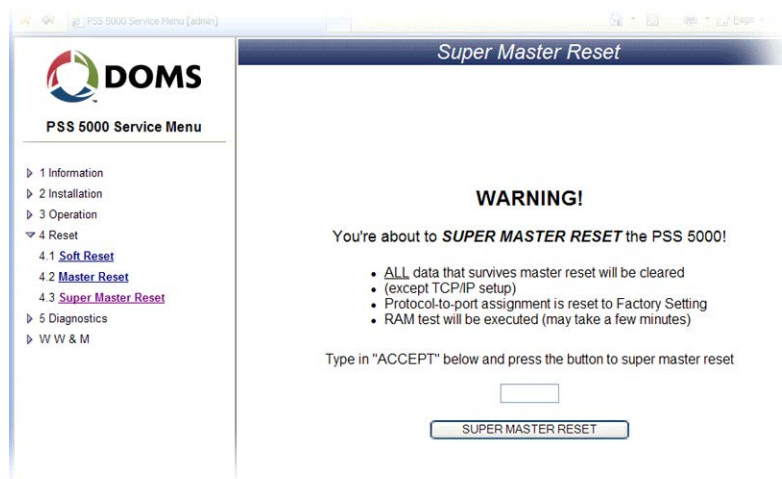 PSS 5000 Service Menu [admin]
Page
DOMS
PSS 5000 Service Menu
1 Information
2 Installation
3 Operation
4 Reset
4.1 Soft Reset
4.2 Master Reset
4.3 Super Master Reset
5 Diagnostics
W W & M
Super Master Reset
WARNING!
You're about to SUPER MASTER RESET the PSS 5000!
• ALL data that survives master reset will be cleared
• (except TCP/IP setup)
• Protocol-to-port assignment is reset to Factory Setting
• RAM test will be executed (may take a few minutes)
Type in "ACCEPT" below and press the button to super master reset
SUPER MASTER RESET